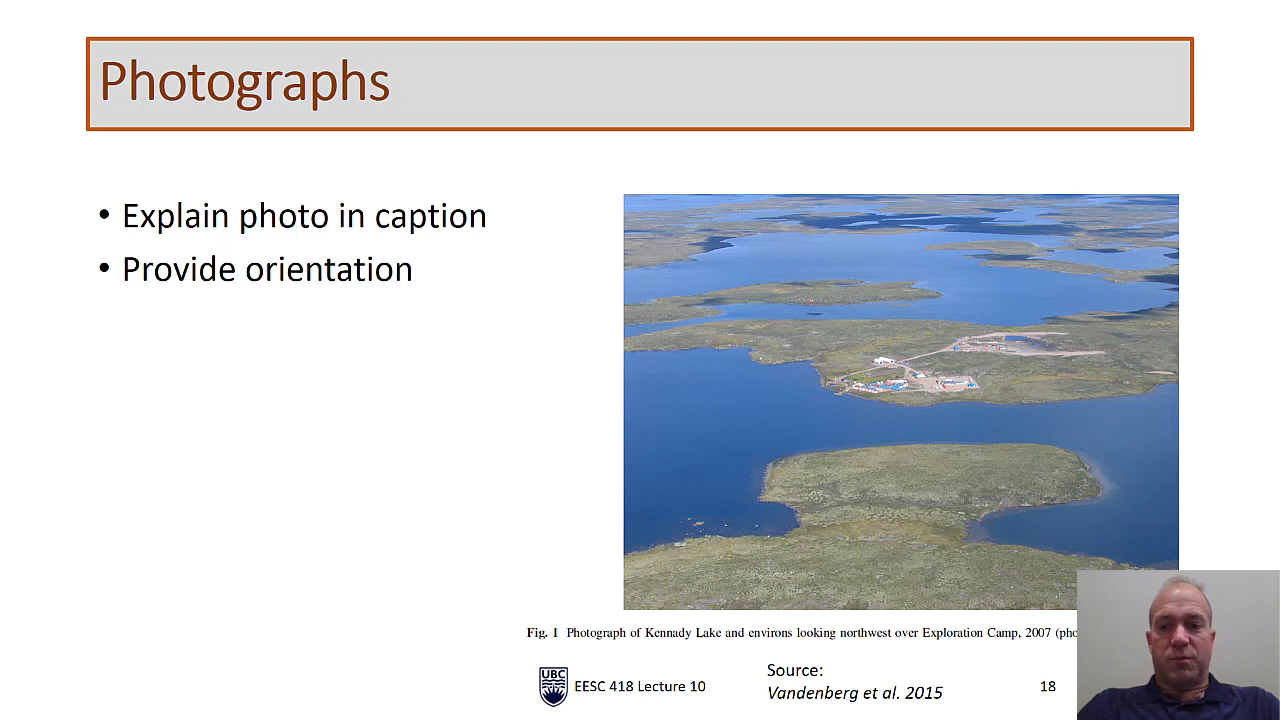 Photographs
• Explain photo in caption
• Provide orientation
Fig. 1 Photograph of Kennady Lake and environs looking northwest over Exploration Camp, 2007
UBC
EESC 418 Lecture 10
Source:
Vandenberg et al. 2015
18